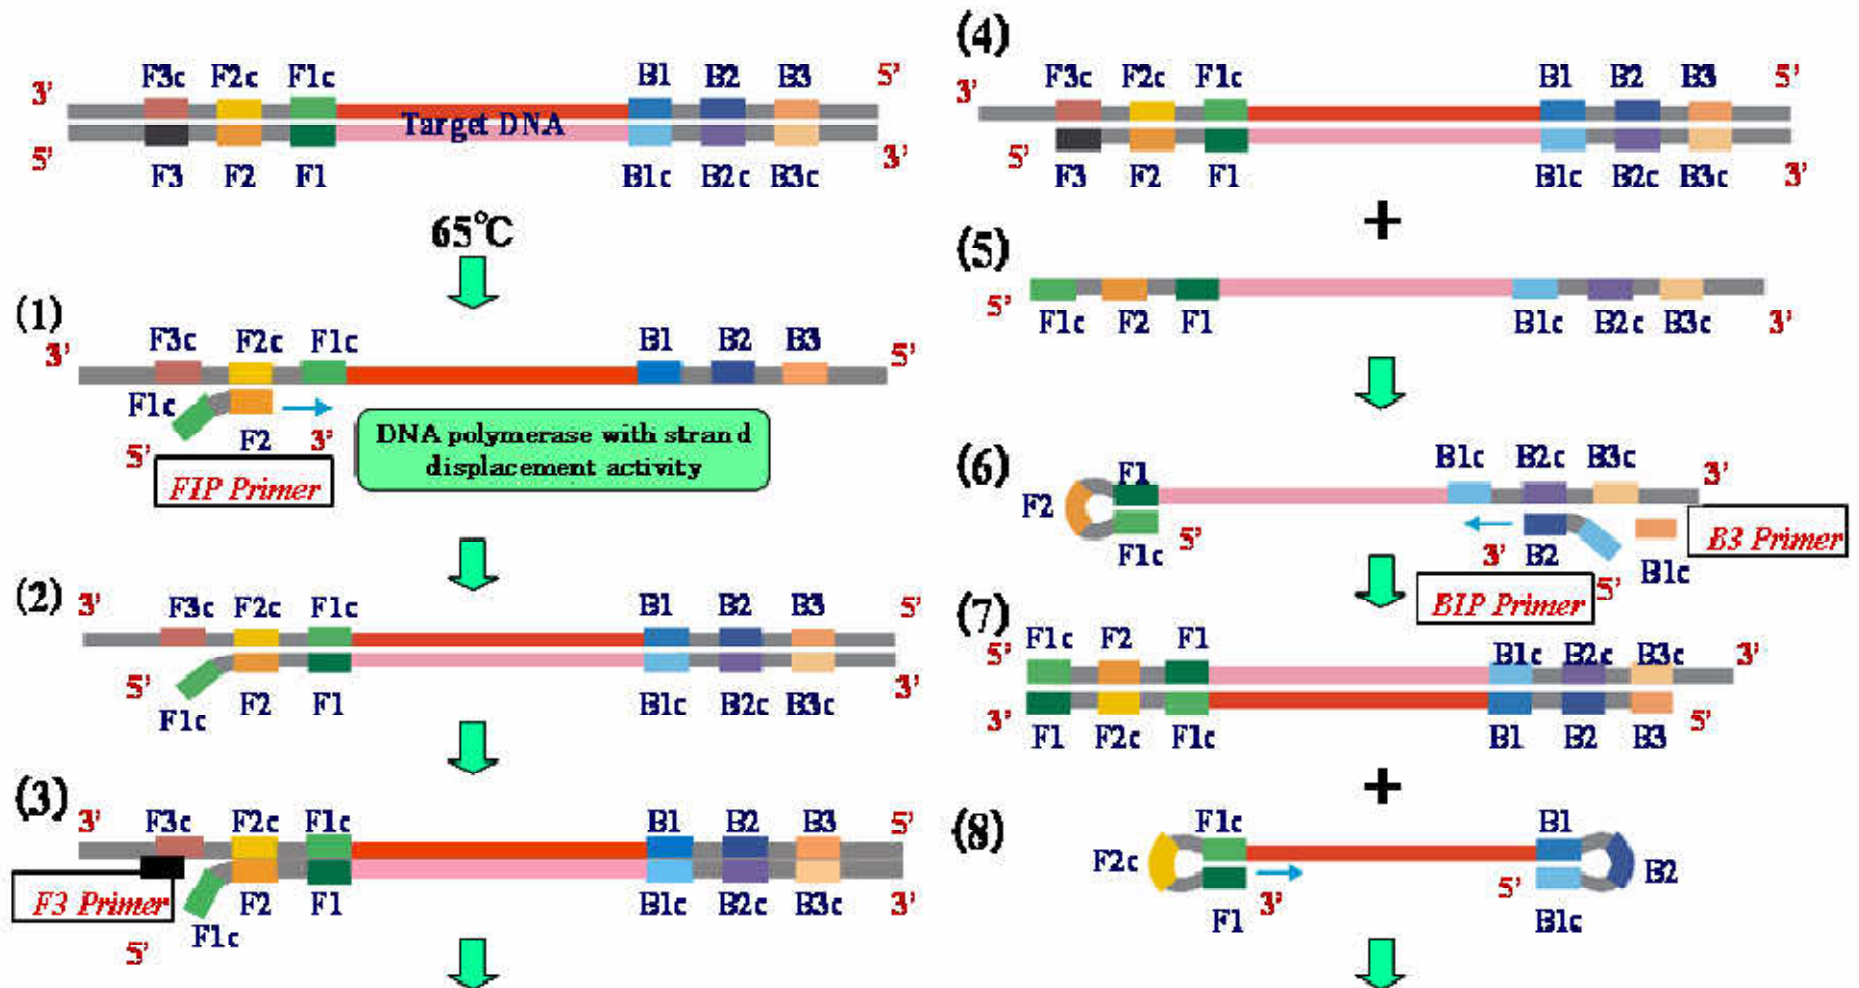 F3c F2c F1c B1 B2 B3 5’
3’
Target DNA
5’ 3’
F3 F2 F1 B1c B2c B3c
65℃
(1)
F3c F2c F1c B1 B2 B3
3’ 5’
F1c
5’ F2 3’
FIP Primer
DNA polymerase with strand
displacement activity
(2) 3’ 5’
F3c F2c F1c B1 B2 B3
5’ 3’
F1c F2 F1 B1c B2c B3c
(3)
3’ F3c F2c F1c B1 B2 B3 5’
F3 Primer F2 F1 B1c B2c B3c 3’
5’ F1c
(4)
F3c F2c F1c B1 B2 B3 5’
3’
5’ 3’
F3 F2 F1 B1c B2c B3c
+
(5)
5’ 3’
F1c F2 F1 B1c B2c B3c
(6)
F1 B1c B2c B3c 3’
F2
F1c 5’ 3’ B2 5’ B1c
B3 Primer
BIP Primer
(7)
F1c F2 F1 B1c B2c B3c
5’ 3’
3’ 5’
F1 F2c F1c B1 B2 B3
+
(8)
F1c B1
F2c B2
3’ 5’
F1 B1c